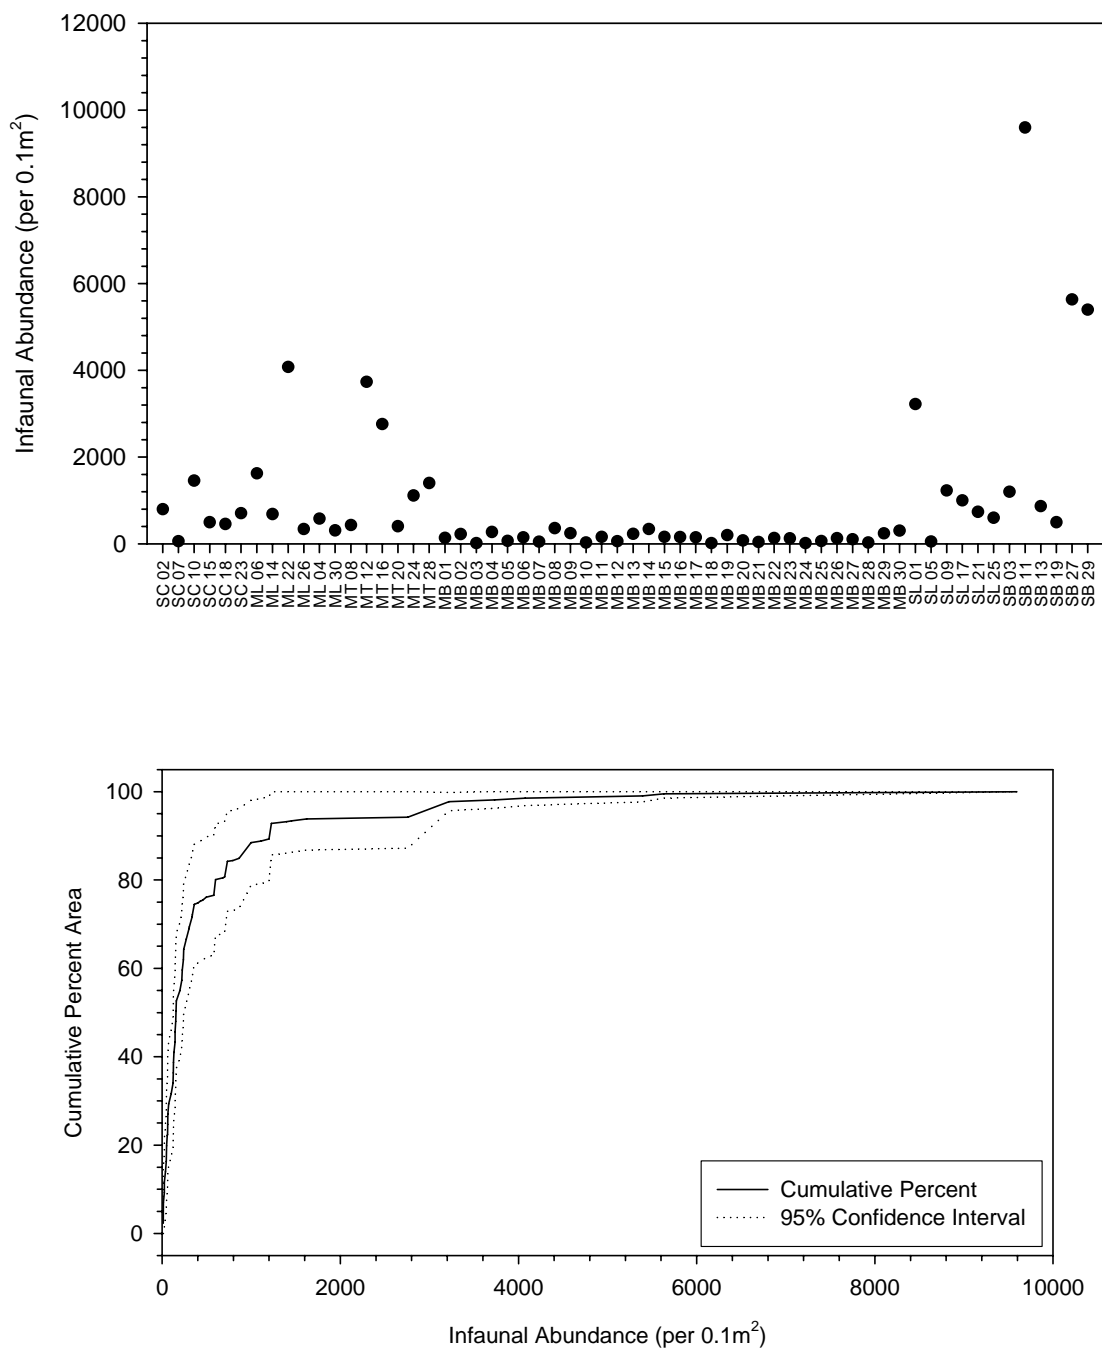 12000
10000
8000
6000
4000
2000
0
Infaunal Abundance (per 0.1m²)
SC 02
SC 07
SC 10
SC 15
SC 18
SC 23
ML 06
ML 14
ML 22
ML 26
ML 04
ML 30
MT 08
MT 12
MT 16
MT 20
MT 24
MT 28
MB 01
MB 02
MB 03
MB 04
MB 05
MB 06
MB 07
MB 08
MB 09
MB 10
MB 11
MB 12
MB 13
MB 14
MB 15
MB 16
MB 17
MB 18
MB 19
MB 20
MB 21
MB 22
MB 23
MB 24
MB 25
MB 26
MB 27
MB 28
MB 29
MB 30
SL 01
SL 05
SL 09
SL 17
SL 21
SL 25
SB 03
SB 11
SB 13
SB 19
SB 27
SB 29
100
80
60
40
20
0
Cumulative Percent Area
Cumulative Percent
95% Confidence Interval
0 2000 4000 6000 8000 10000
Infaunal Abundance (per 0.1m²)